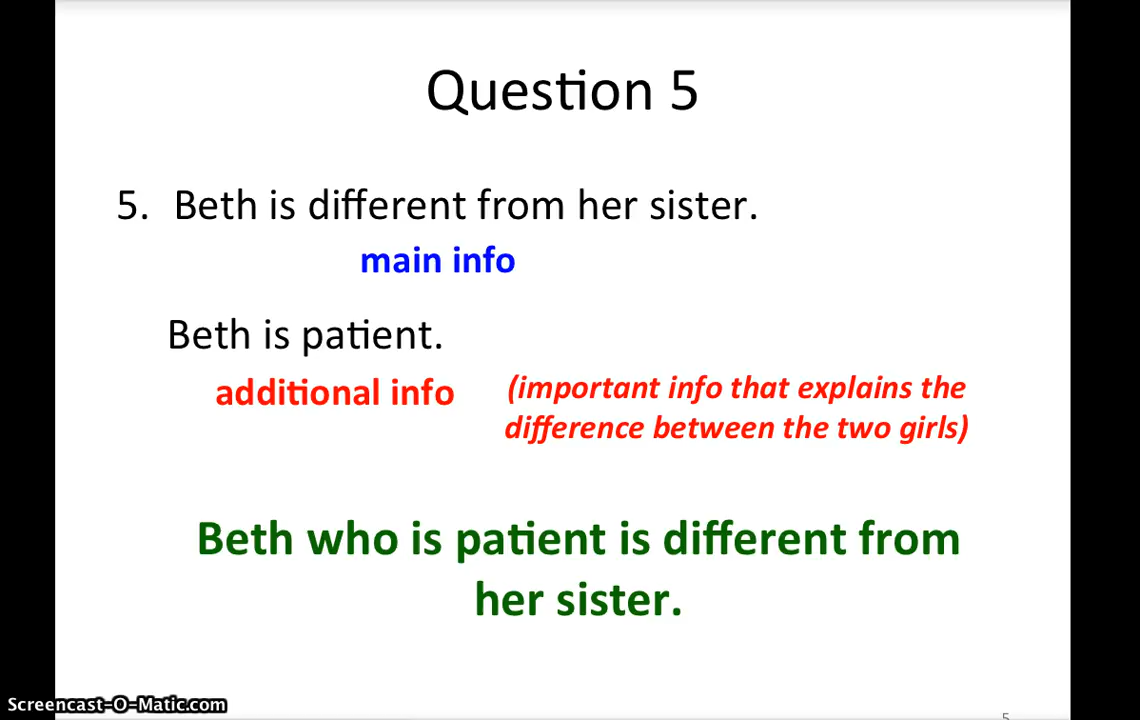 Question 5
5. Beth is different from her sister.
main info
Beth is patient.
additional info
(important info that explains the
difference between the two girls)
Beth who is patient is different from
her sister.
Screencast-O-Matic.com
5